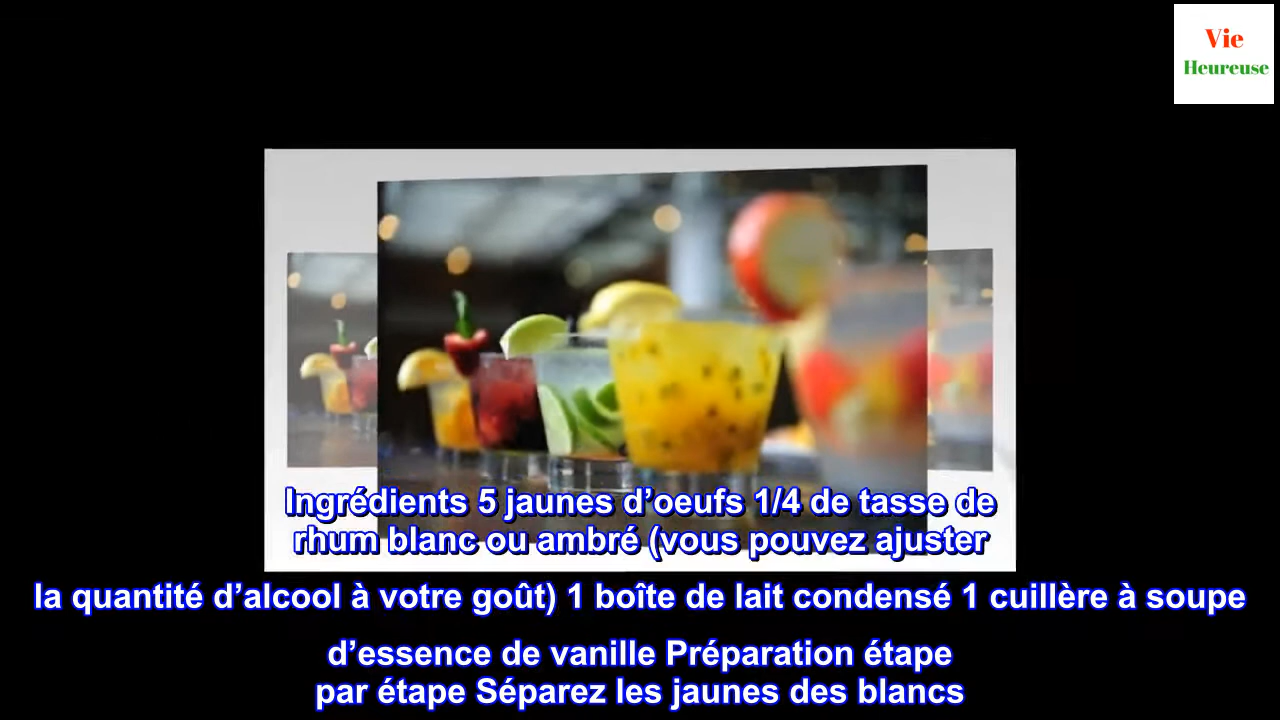 Vie
Heureuse
Ingrédients 5 jaunes d’oeufs 1/4 de tasse de
rhum blanc ou ambré (vous pouvez ajuster
la quantité d’alcool à votre goût) 1 boîte de lait condensé 1 cuillère à soupe
d’essence de vanille Préparation étape
par étape Séparez les jaunes des blancs